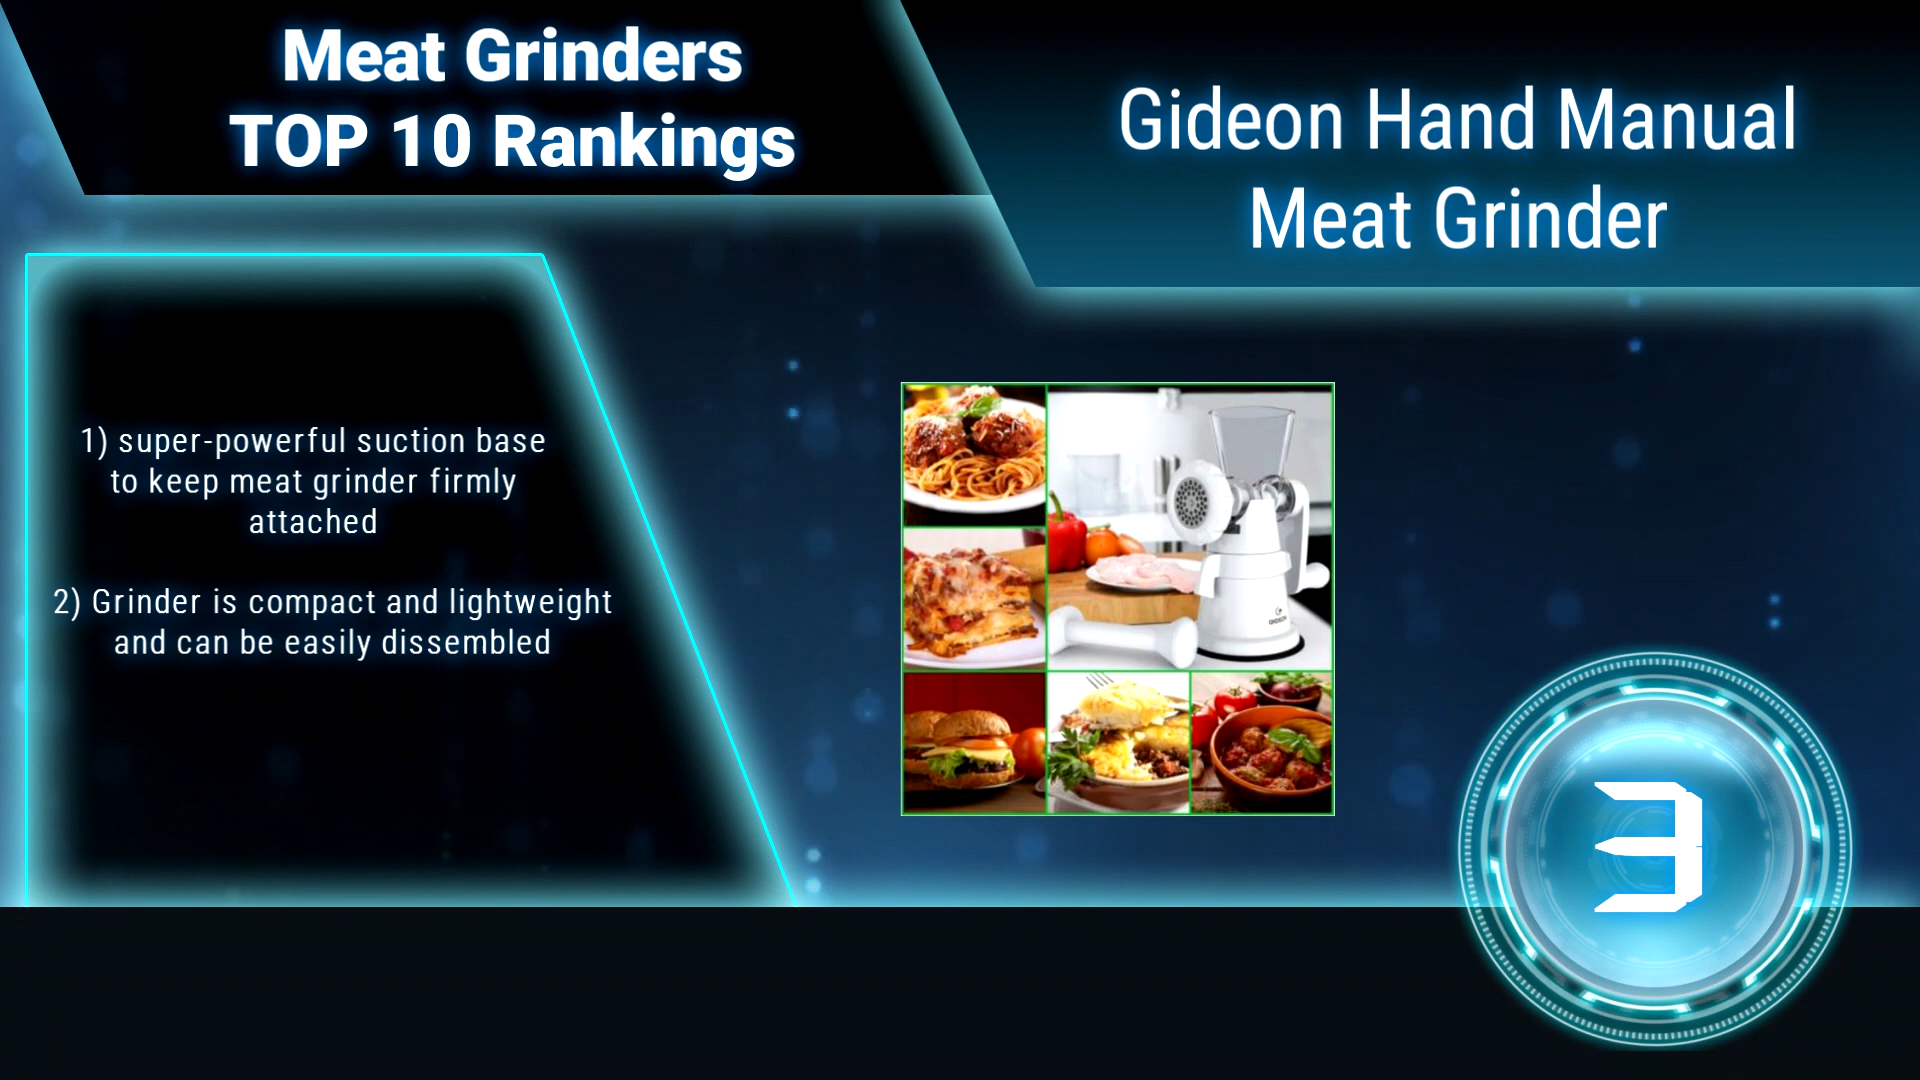 Meat Grinders
TOP 10 Rankings
Gideon Hand Manual
Meat Grinder
1) super-powerful suction base
to keep meat grinder firmly
attached
2) Grinder is compact and lightweight
and can be easily dissembled
GIDEON
3